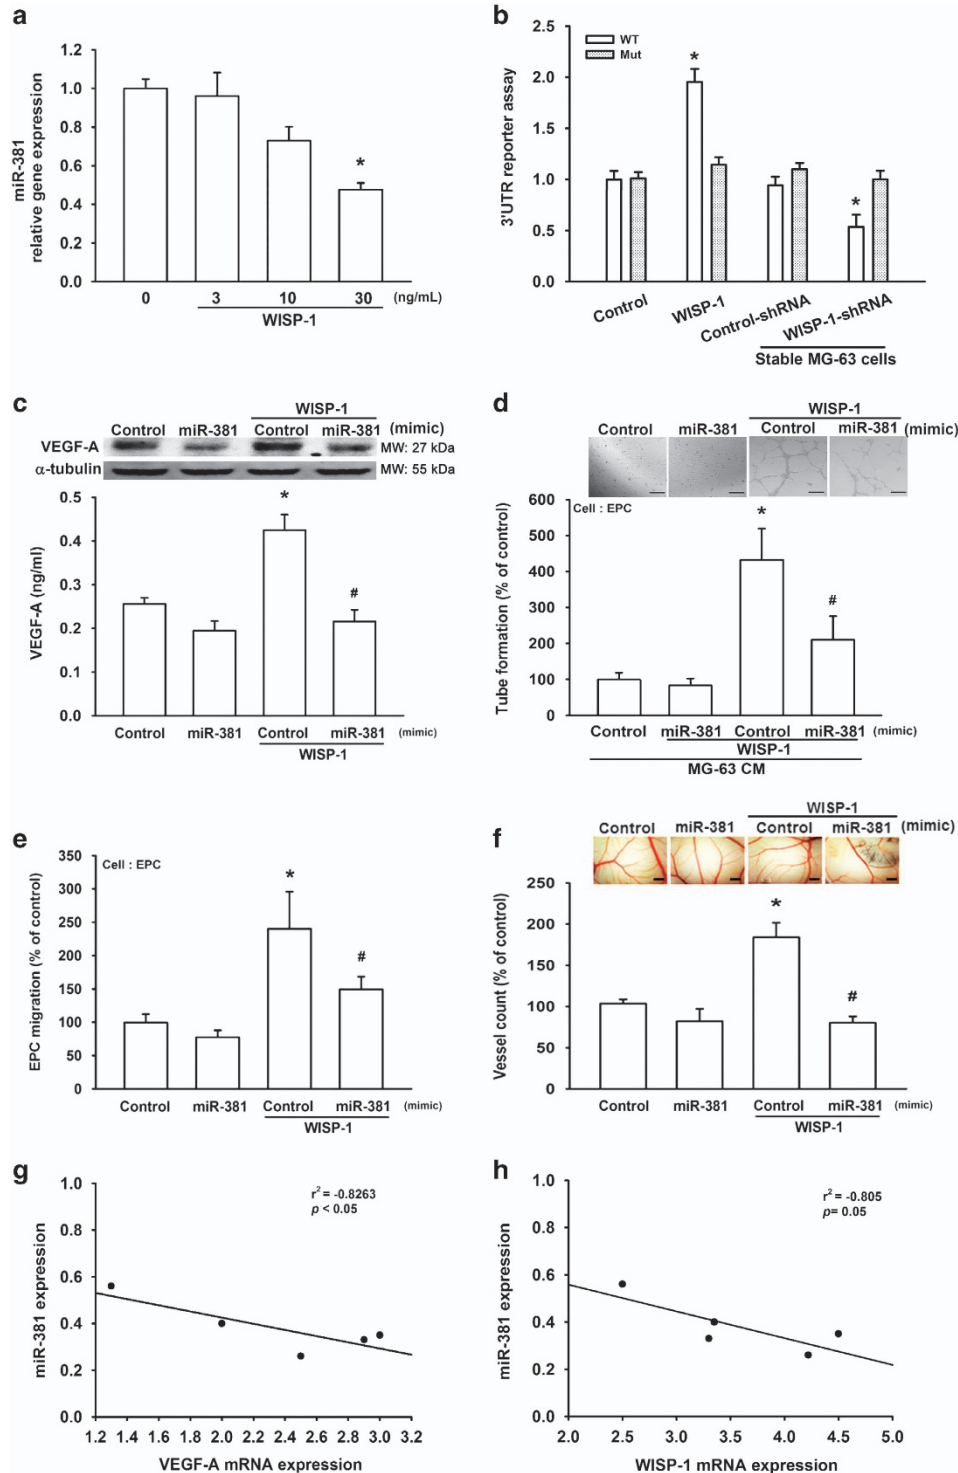 a
miR-381
relative gene expression
1.2
1.0
0.8
0.6
0.4
0.2
0.0
*
0 3 10 30 (ng/mL)
WISP-1
b
3'UTR reporter assay
2.5
2.0
1.5
1.0
0.5
0.0
WT
Mut
*
*
Control WISP-1 Control-shRNA WISP-1-shRNA
Stable MG-63 cells
c
WISP-1
Control miR-381 Control miR-381 (mimic)
VEGF-A MW: 27 kDa
α-tubulin MW: 55 kDa
VEGF-A (ng/ml)
0.5
0.4
0.3
0.2
0.1
0.0
*
#
Control miR-381 Control miR-381 (mimic)
WISP-1
d
WISP-1
Control miR-381 Control miR-381 (mimic)
Tube formation (% of control)
600
500
400
300
200
100
0
Cell : EPC
*
#
Control miR-381 Control miR-381 (mimic)
WISP-1
MG-63 CM
e
EPC migration (% of control)
350
300
250
200
150
100
50
0
Cell : EPC
*
#
Control miR-381 Control miR-381 (mimic)
WISP-1
f
WISP-1
Control miR-381 Control miR-381 (mimic)
Vessel count (% of control)
250
200
150
100
50
0
*
#
Control miR-381 Control miR-381 (mimic)
WISP-1
g
miR-381 expression
1.0
0.8
0.6
0.4
0.2
0.0
r2 = -0.8263
p < 0.05
1.2 1.4 1.6 1.8 2.0 2.2 2.4 2.6 2.8 3.0 3.2
VEGF-A mRNA expression
h
miR-381 expression
1.0
0.8
0.6
0.4
0.2
0.0
r2 = -0.805
p= 0.05
2.0 2.5 3.0 3.5 4.0 4.5 5.0
WISP-1 mRNA expression